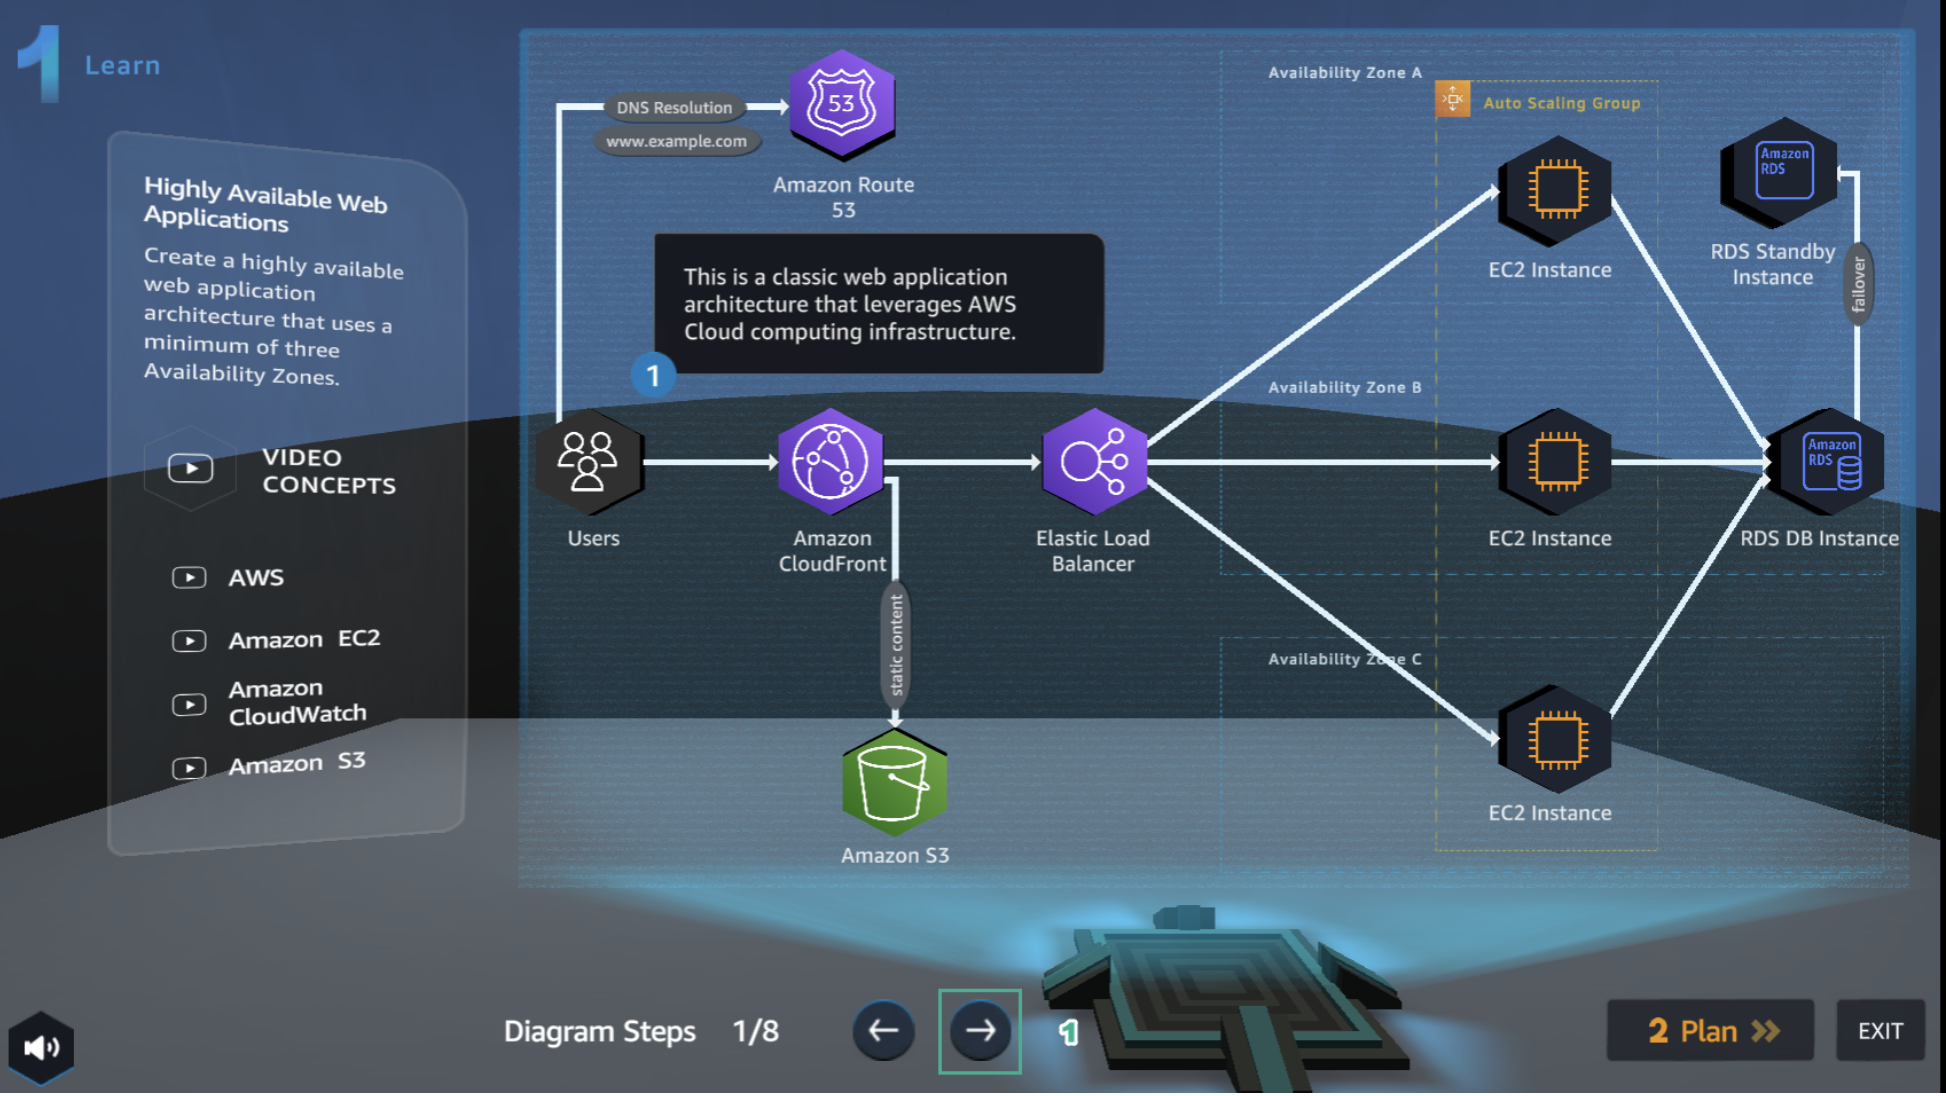 1 Learn
Highly Available Web
Applications
Create a highly available
web application
architecture that uses a
minimum of three
Availability Zones.
VIDEO
CONCEPTS
AWS
Amazon EC2
Amazon
CloudWatch
Amazon S3
DNS Resolution
www.example.com
53
Amazon Route
53
This is a classic web application
architecture that leverages AWS
Cloud computing infrastructure.
1
Users
Amazon
CloudFront
static content
Amazon S3
Elastic Load
Balancer
Availability Zone A
Auto Scaling Group
EC2 Instance
Amazon
RDS
RDS Standby
Instance
failover
Availability Zone B
EC2 Instance
Amazon
RDS
RDS DB Instance
Availability Zone C
EC2 Instance
Diagram Steps 1/8
1
2 Plan
EXIT